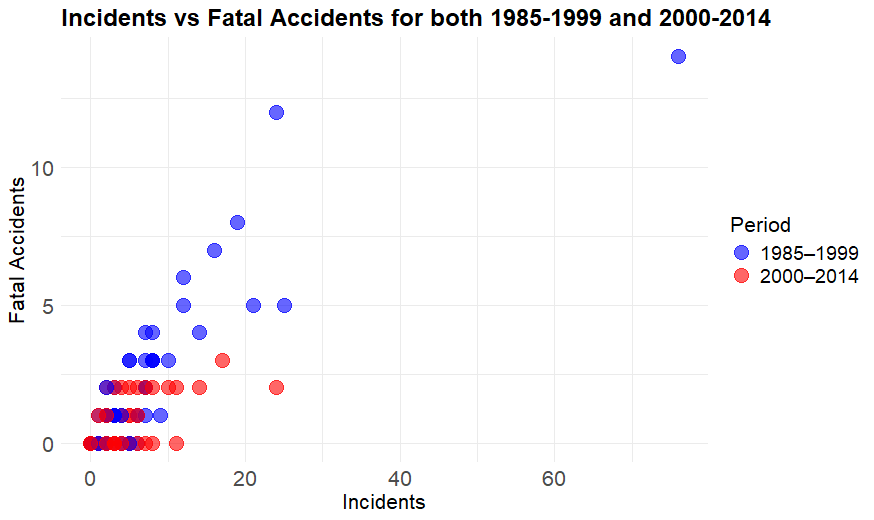 Incidents vs Fatal Accidents for both 1985-1999 and 2000-2014
Fatal Accidents
10
5
0
0 20 40 60
Incidents
Period
1985–1999
2000–2014